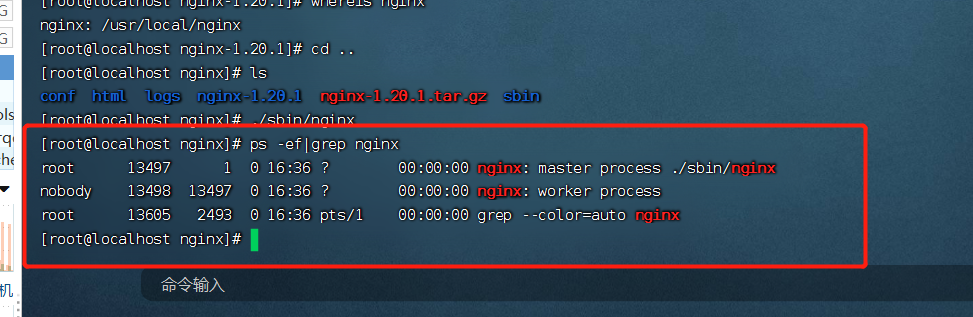 [root@localhost nginx-1.20.1]# whereis nginx
nginx: /usr/local/nginx
[root@localhost nginx-1.20.1]# cd ..
[root@localhost nginx]# ls
conf html logs nginx-1.20.1 nginx-1.20.1.tar.gz sbin
[root@localhost nginx]# ./sbin/nginx
[root@localhost nginx]# ps -ef|grep nginx
root 13497 1 0 16:36 ? 00:00:00 nginx: master process ./sbin/nginx
nobody 13498 13497 0 16:36 ? 00:00:00 nginx: worker process
root 13605 2493 0 16:36 pts/1 00:00:00 grep --color=auto nginx
[root@localhost nginx]#
命令输入
G
G
机